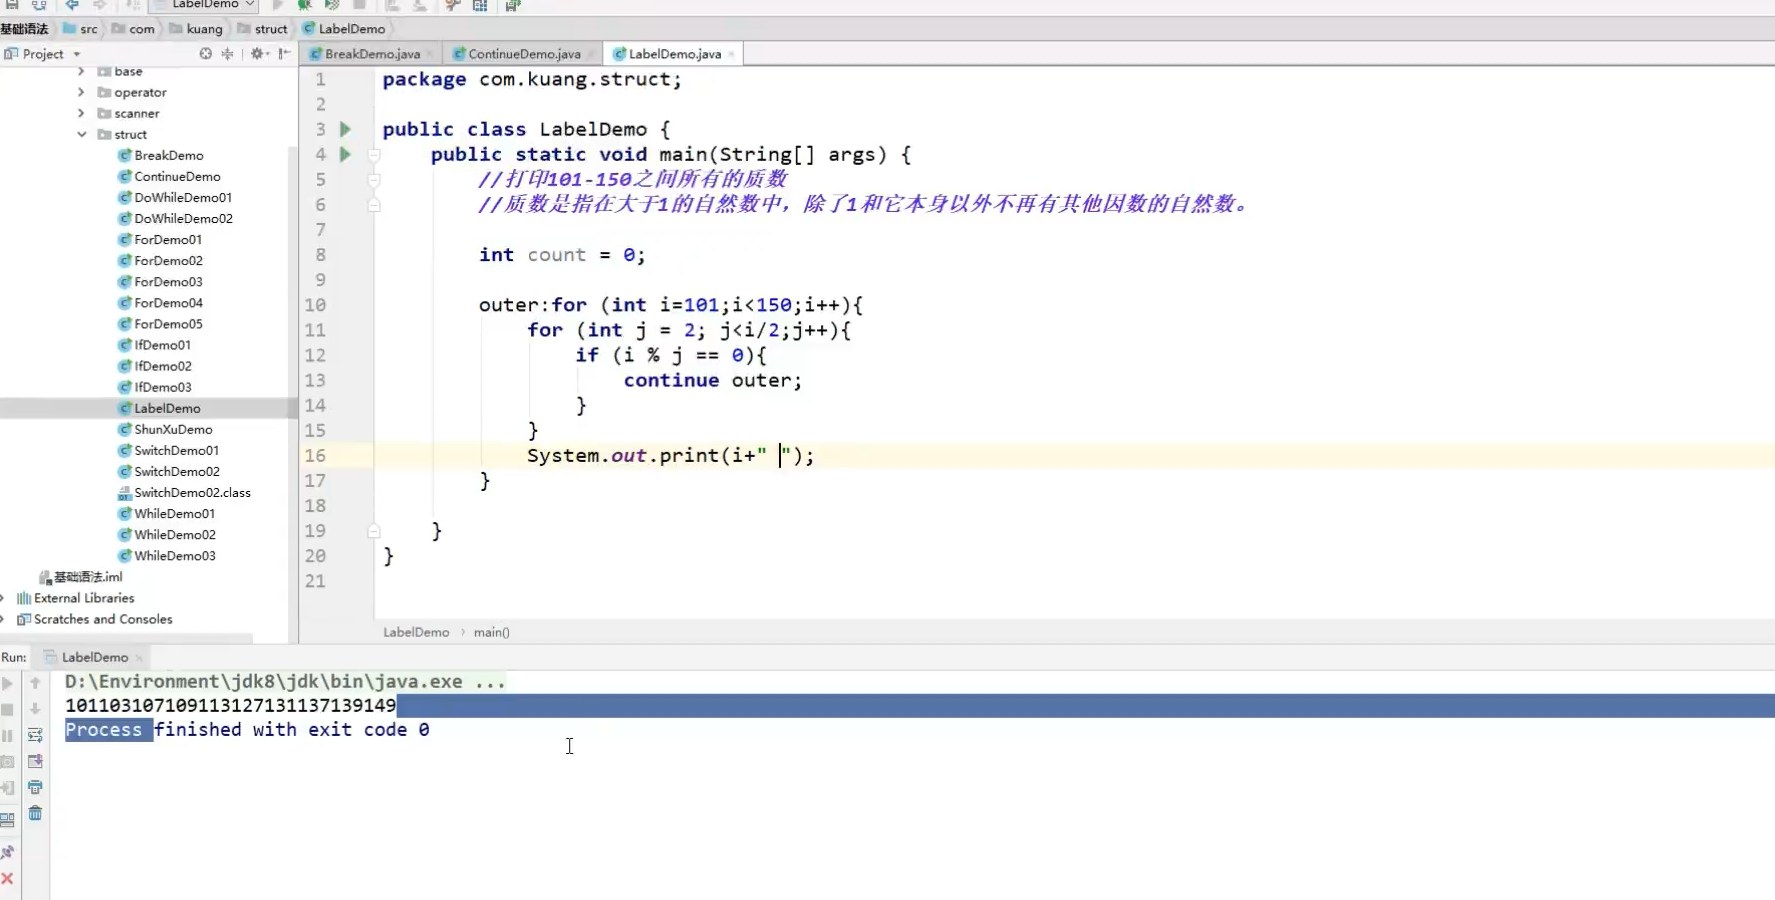 LabelDemo
基础语法 src com kuang struct LabelDemo
Project
BreakDemo.java ContinueDemo.java LabelDemo.java
base
operator
scanner
struct
BreakDemo
ContinueDemo
DoWhileDemo01
DoWhileDemo02
ForDemo01
ForDemo02
ForDemo03
ForDemo04
ForDemo05
IfDemo01
IfDemo02
IfDemo03
LabelDemo
ShunXuDemo
SwitchDemo01
SwitchDemo02
SwitchDemo02.class
WhileDemo01
WhileDemo02
WhileDemo03
基础语法.iml
External Libraries
Scratches and Consoles
1 package com.kuang.struct;
2
3 public class LabelDemo {
4 public static void main(String[] args) {
5 //打印101-150之间所有的质数
6 //质数是指在大于1的自然数中，除了1和它本身以外不再有其他因数的自然数。
7
8 int count = 0;
9
10 outer:for (int i=101;i<150;i++){
11 for (int j = 2; j<i/2;j++){
12 if (i % j == 0){
13 continue outer;
14 }
15 }
16 System.out.print(i+" ");
17 }
18
19 }
20 }
21
LabelDemo › main()
Run: LabelDemo
D:\Environment\jdk8\jdk\bin\java.exe ...
101103107109113127131137139149
Process finished with exit code 0